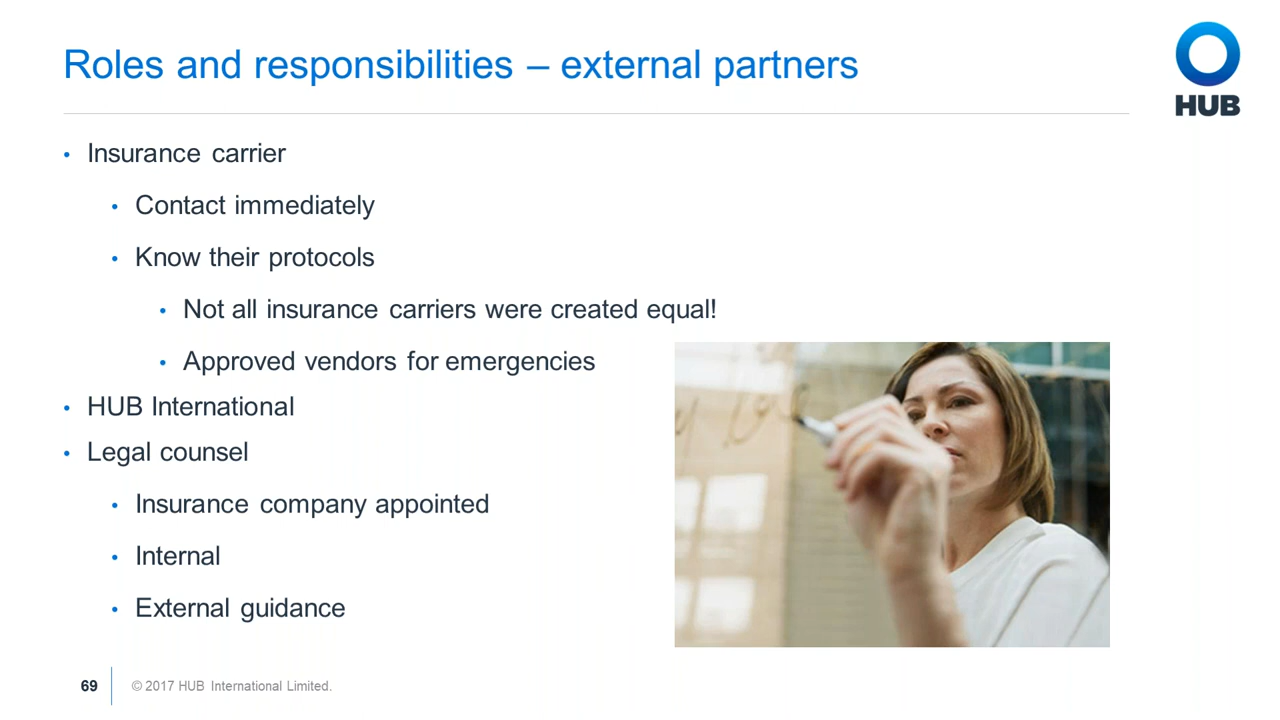 Roles and responsibilities – external partners
HUB
• Insurance carrier
• Contact immediately
• Know their protocols
• Not all insurance carriers were created equal!
• Approved vendors for emergencies
• HUB International
• Legal counsel
• Insurance company appointed
• Internal
• External guidance
69
© 2017 HUB International Limited.